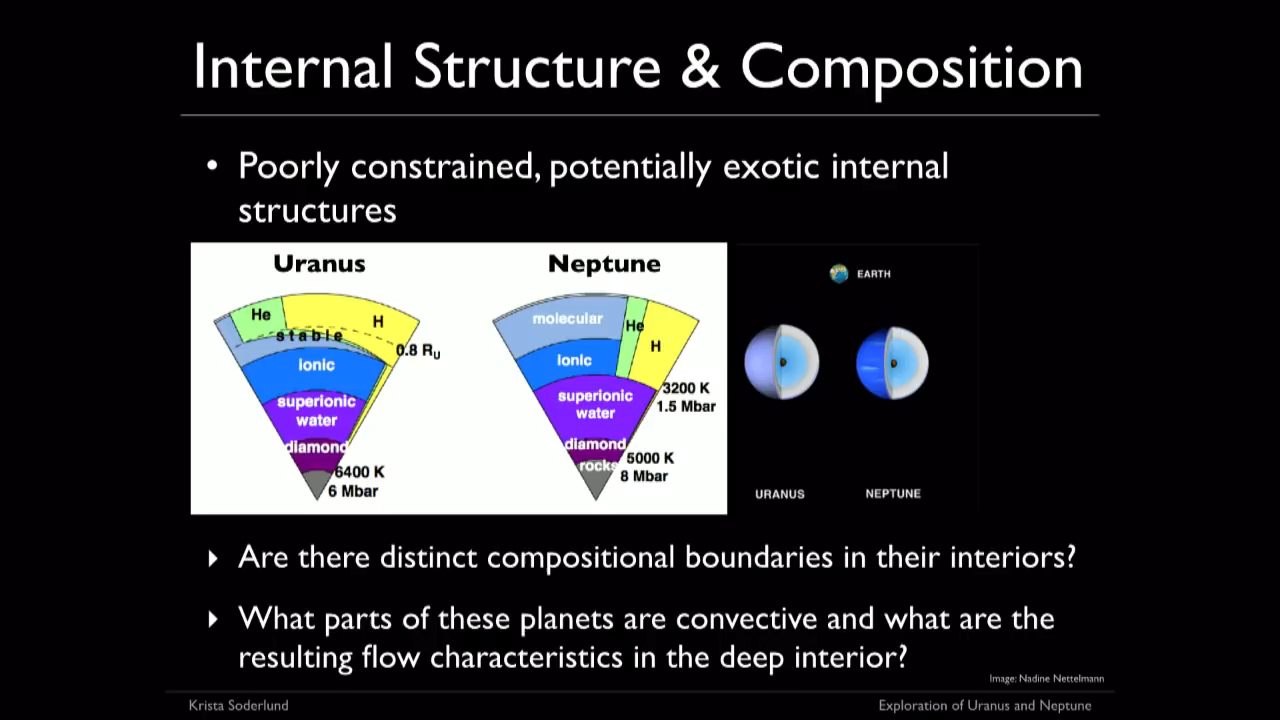 Internal Structure & Composition
• Poorly constrained, potentially exotic internal
structures
Uranus
He
H
stable
0.8 RU
ionic
superionic
water
diamond
6400 K
6 Mbar
Neptune
molecular
He
H
ionic
3200 K
1.5 Mbar
superionic
water
diamond
rocks
5000 K
8 Mbar
EARTH
URANUS
NEPTUNE
Are there distinct compositional boundaries in their interiors?
What parts of these planets are convective and what are the
resulting flow characteristics in the deep interior?
Image: Nadine Nettelmann
Krista Soderlund
Exploration of Uranus and Neptune